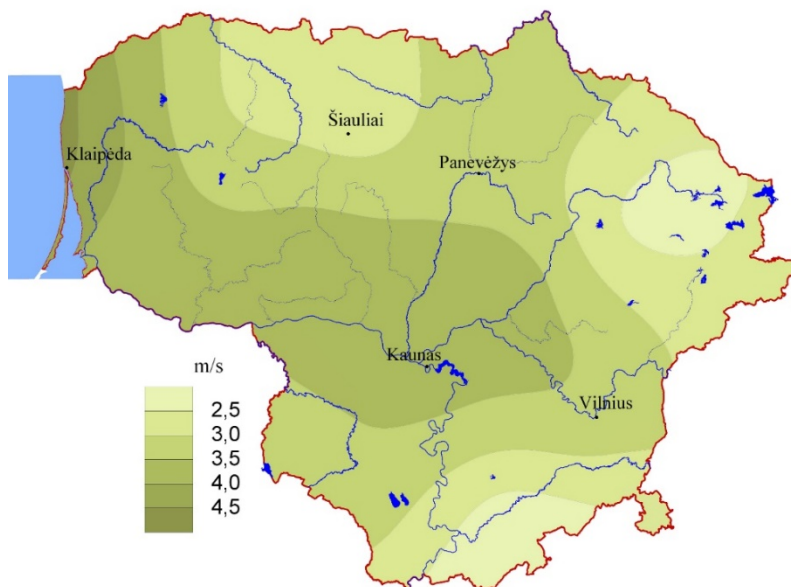 Šiauliai
Klaipėda
Panevėžys
Kaunas
Vilnius
m/s
2,5
3,0
3,5
4,0
4,5